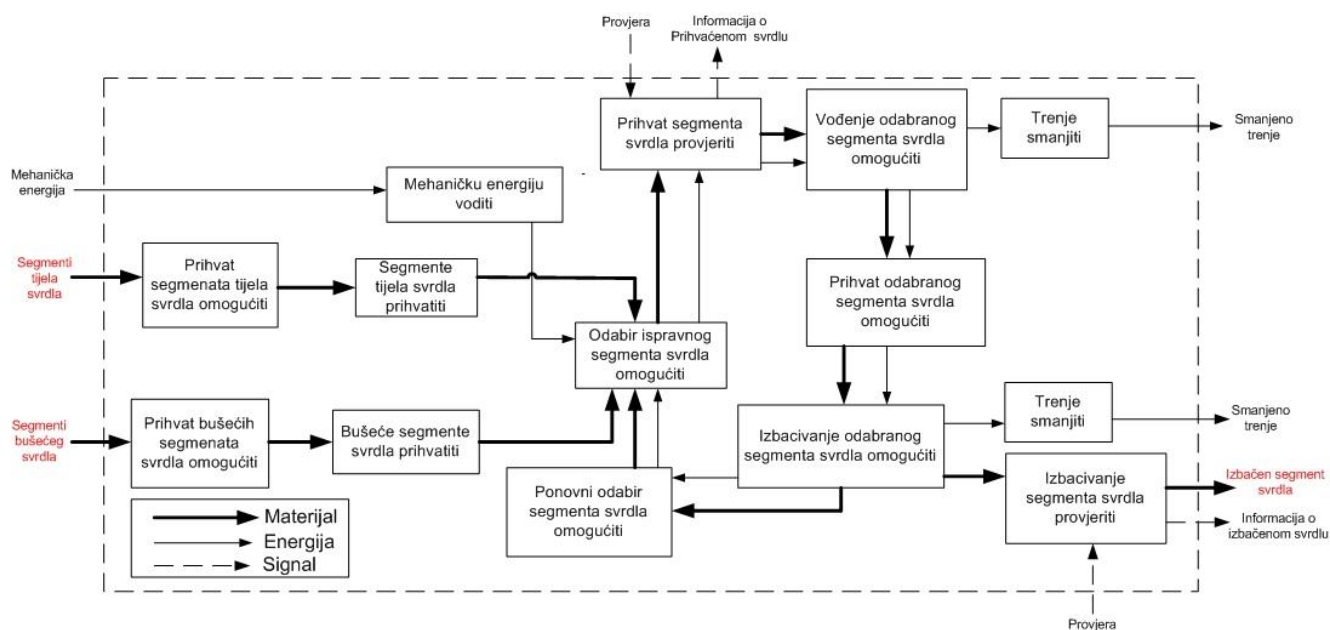 Provjera
Informacija o
Prihvaćenom svrdlu
Prihvat segmenta
svrdla provjeriti
Vođenje odabranog
segmenta svrdla
omogućiti
Trenje
smanjiti
Smanjeno
trenje
Mehanička
energija
Mehaničku energiju
voditi
Segmenti
tijela
svrdla
Prihvat
segmenata tijela
svrdla omogućiti
Segmente
tijela svrdla
prihvatiti
Prihvat odabranog
segmenta svrdla
omogućiti
Odabir ispravnog
segmenta svrdla
omogućiti
Segmenti
bušećeg
svrdla
Prihvat bušećih
segmenata
svrdla omogućiti
Bušeće segmente
svrdla prihvatiti
Izbacivanje odabranog
segmenta svrdla omogućiti
Trenje
smanjiti
Smanjeno
trenje
Ponovni odabir
segmenta svrdla
omogućiti
Izbacivanje
segmenta svrdla
provjeriti
Izbačen segment
svrdla
Informacija o
izbačenom svrdlu
Materijal
Energija
Signal
Provjera